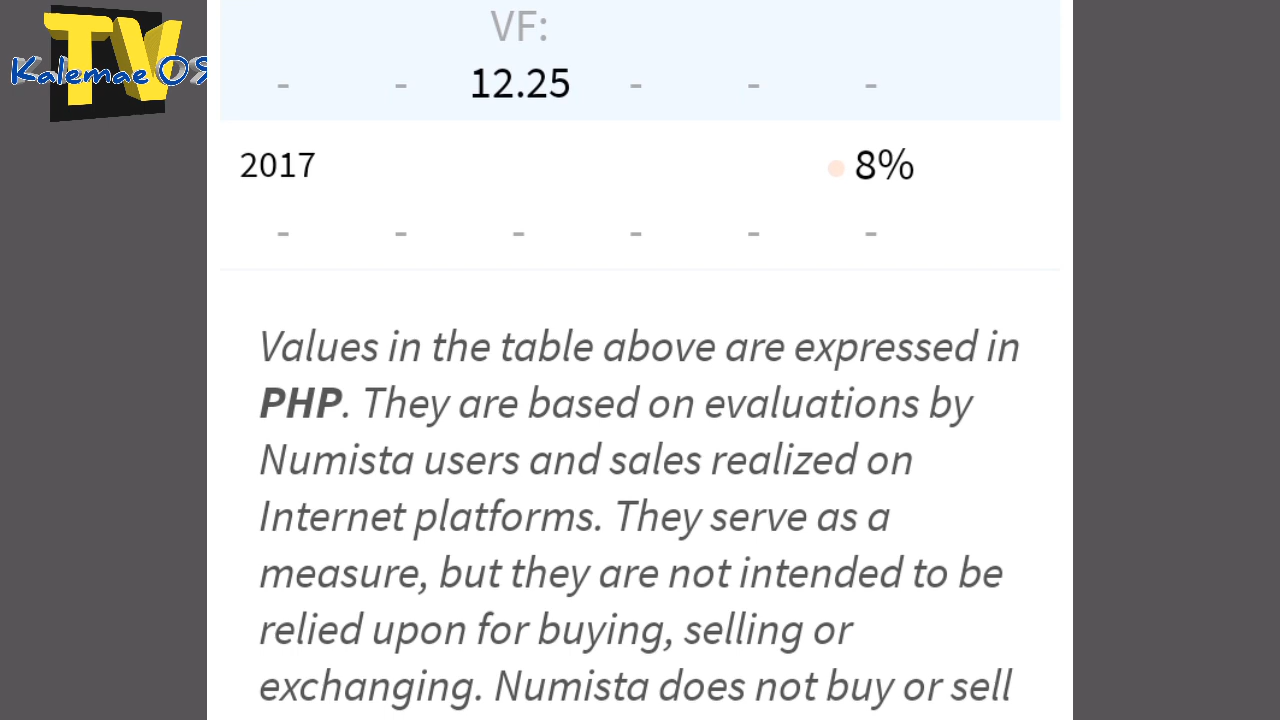 TV
Kalemae
VF:
- - 12.25 - - -
2017 8%
- - - - - -
Values in the table above are expressed in
PHP. They are based on evaluations by
Numista users and sales realized on
Internet platforms. They serve as a
measure, but they are not intended to be
relied upon for buying, selling or
exchanging. Numista does not buy or sell